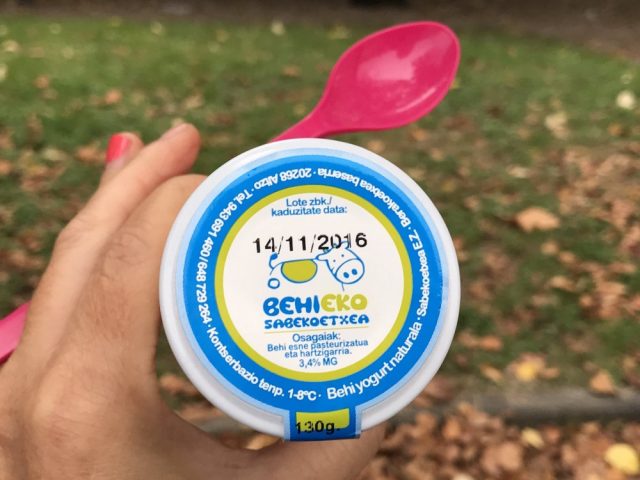 Lote zbk./
kaduzitate data:
14/11/2016
BEHIEKO
SABEKOETXEA
Osagaiak:
Behi esne pasteurizatua
eta hartzigarria.
3,4% MG
130g.
Kontserbazio tenp. 1-8ºC · Behi yogurt naturala · Sabekoetxea E.Z. · Berakoetxea baserria · 20268 Altzo · Tel. 943 691 460/648 729 264 ·